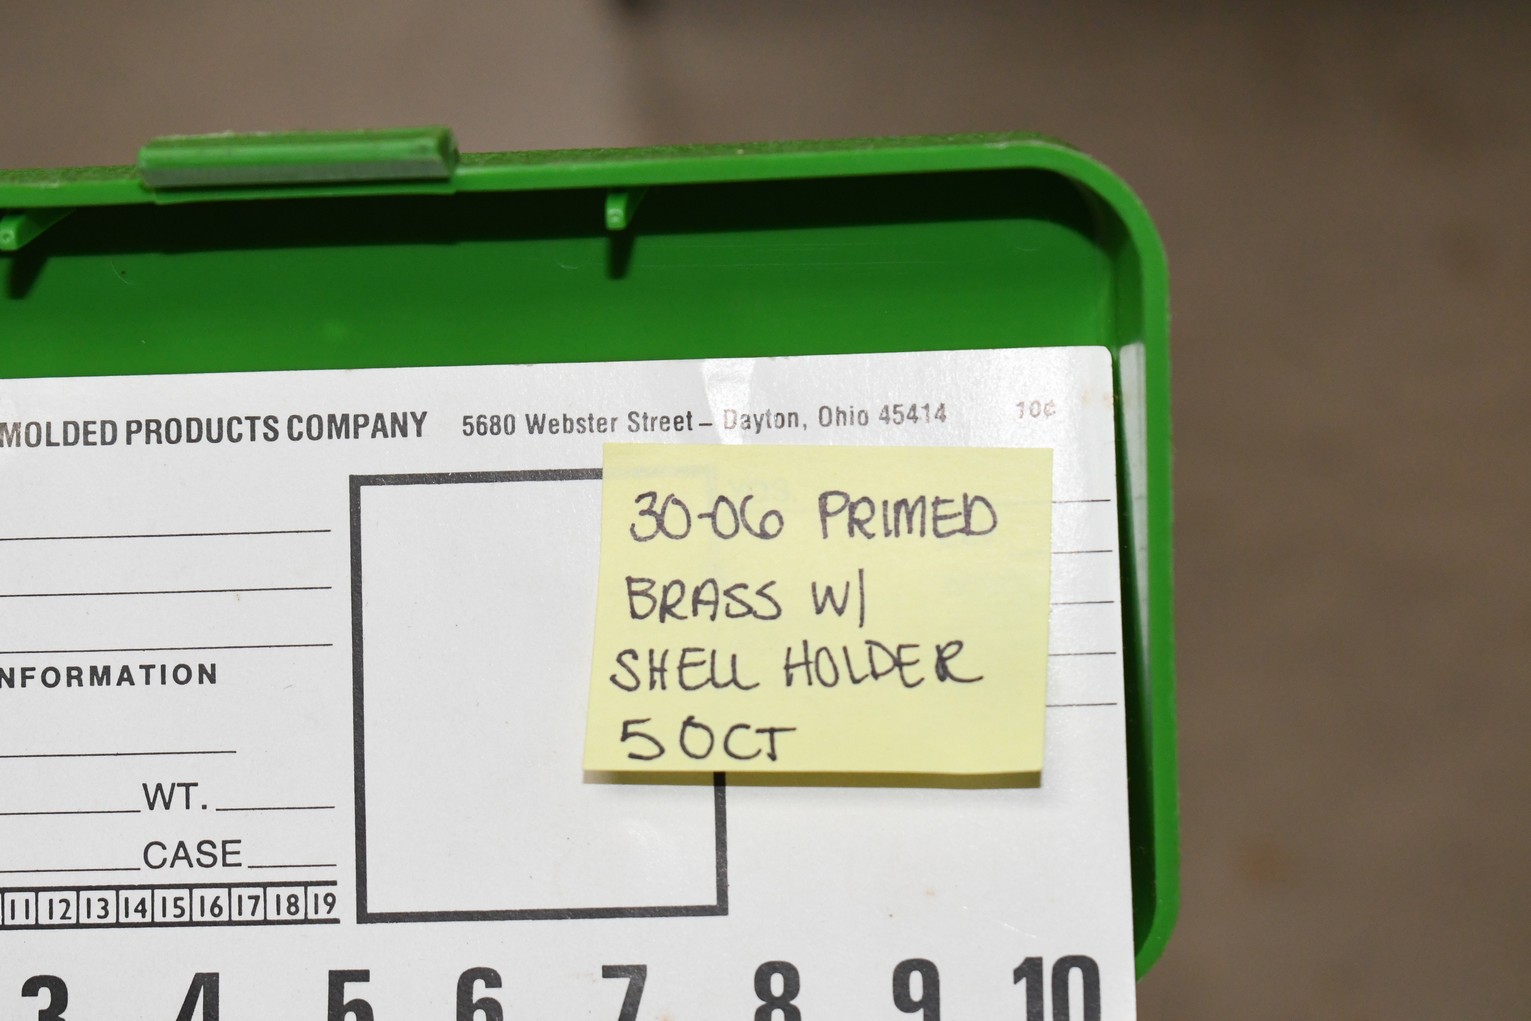 MOLDED PRODUCTS COMPANY 5680 Webster Street – Dayton, Ohio 45414 10¢
30-06 PRIMED
BRASS W/
SHELL HOLDER
50CT
NFORMATION
WT.
CASE
11 12 13 14 15 16 17 18 19
3 4 5 6 7 8 9 10